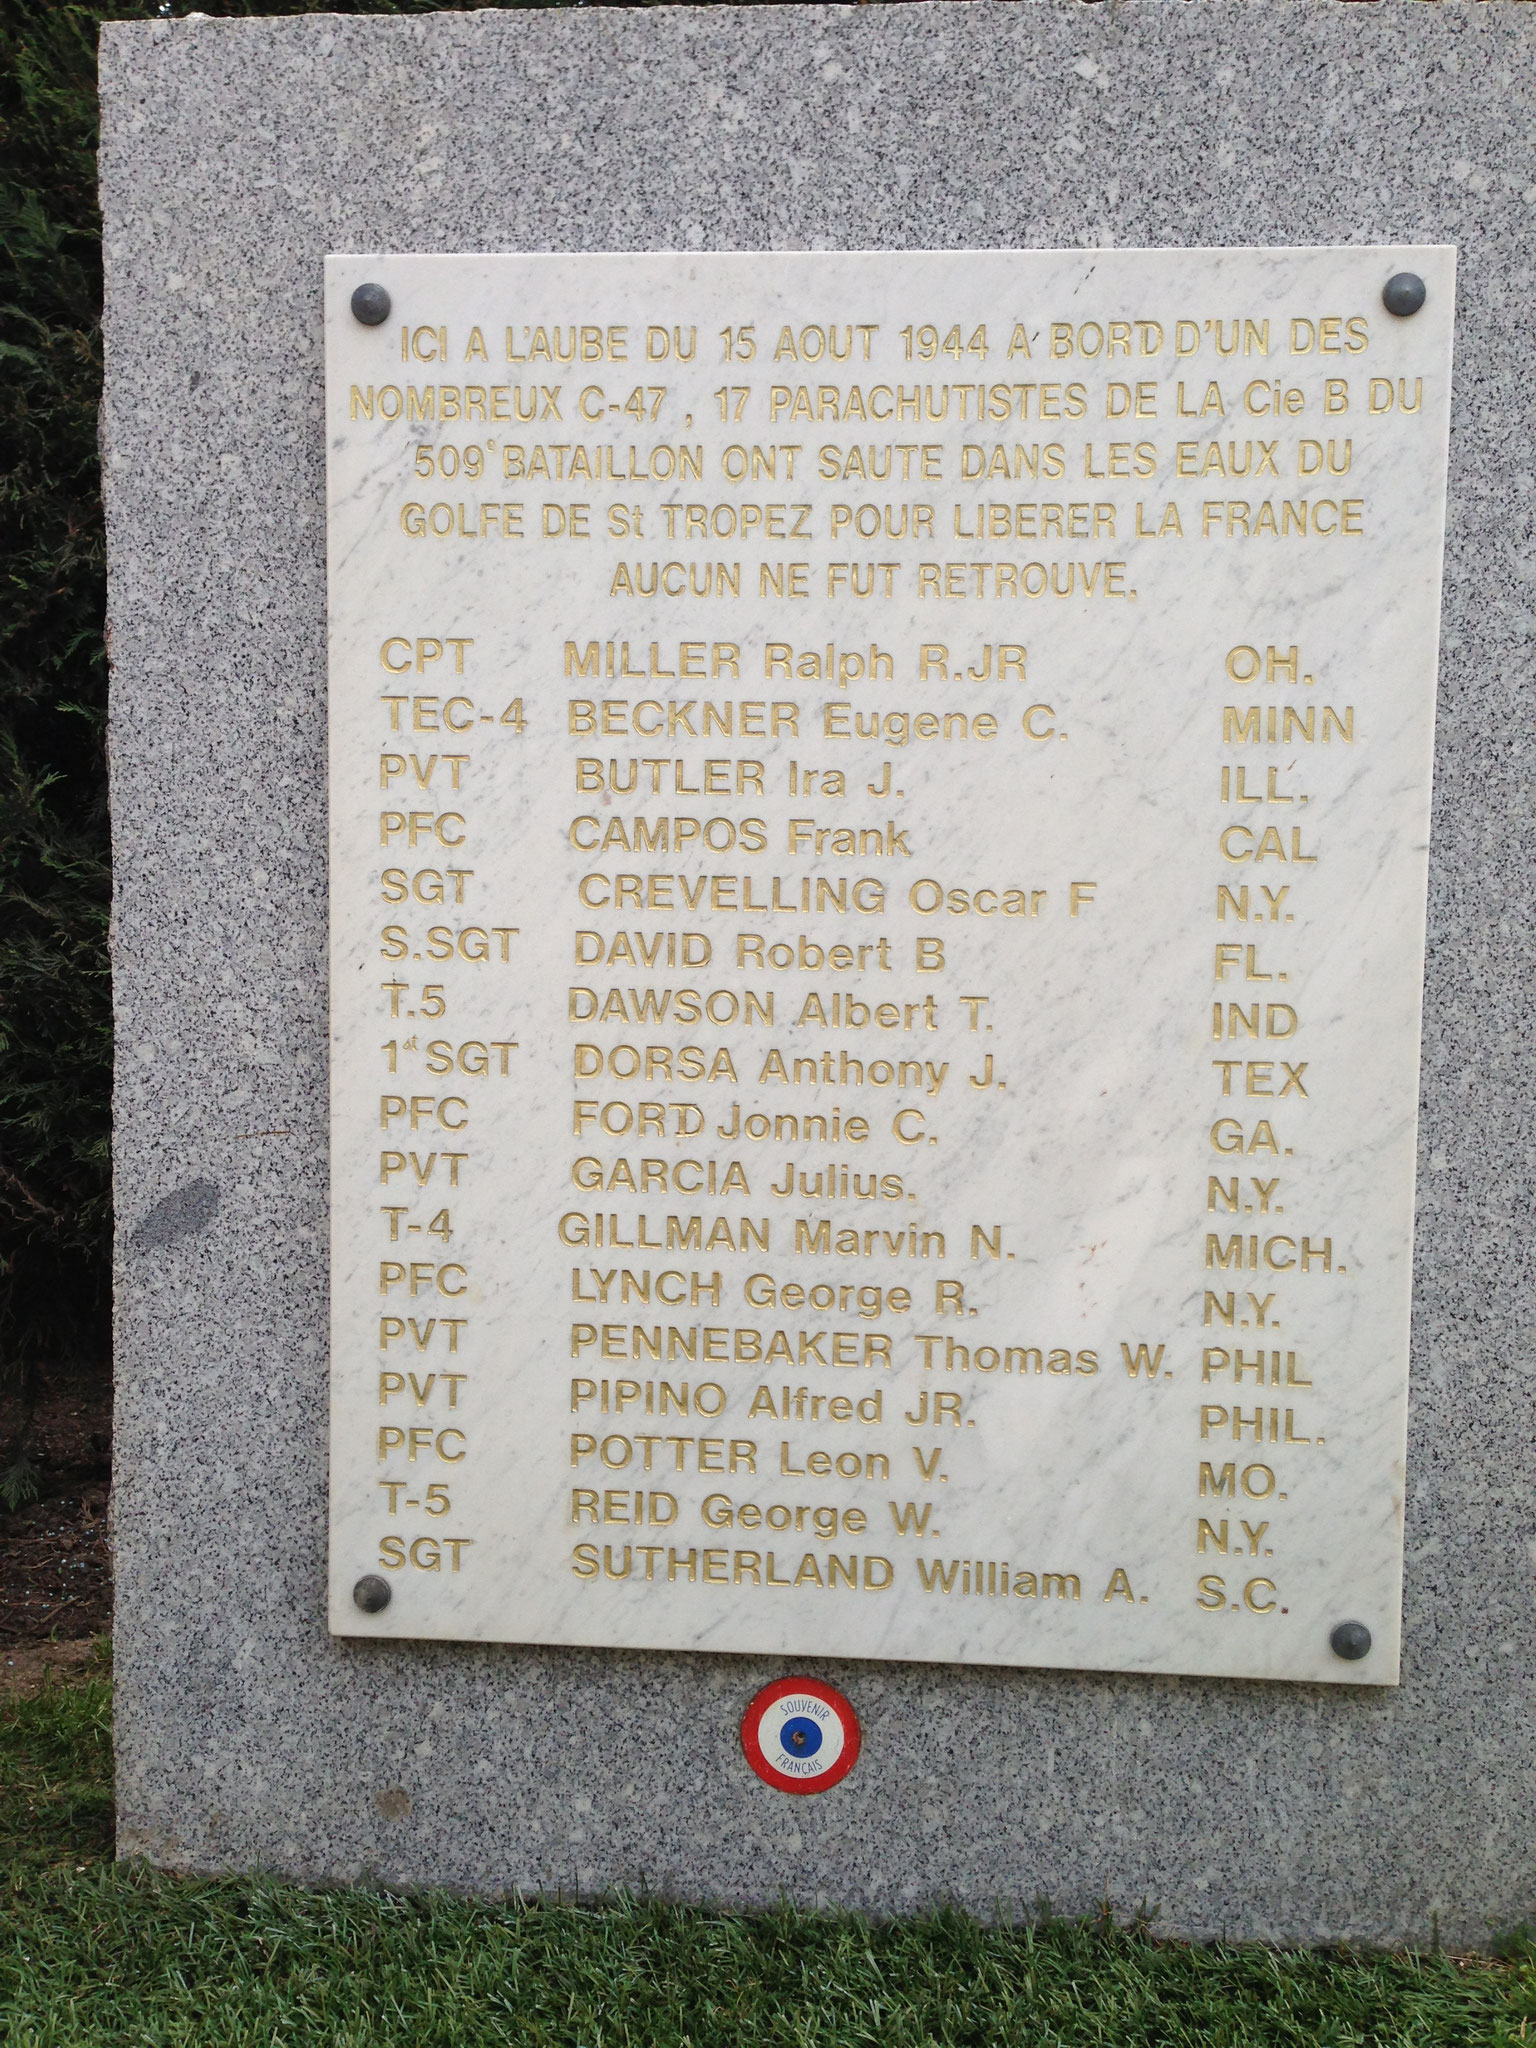 ICI A L'AUBE DU 15 AOUT 1944 A BORD D'UN DES
NOMBREUX C-47, 17 PARACHUTISTES DE LA Cie B DU
509e BATAILLON ONT SAUTE DANS LES EAUX DU
GOLFE DE St TROPEZ POUR LIBERER LA FRANCE
AUCUN NE FUT RETROUVE.
CPT MILLER Ralph R.JR OH.
TEC-4 BECKNER Eugene C. MINN
PVT BUTLER Ira J. ILL.
PFC CAMPOS Frank CAL
SGT CREVELLING Oscar F N.Y.
S.SGT DAVID Robert B FL.
T.5 DAWSON Albert T. IND
1st SGT DORSA Anthony J. TEX
PFC FORD Jonnie C. GA.
PVT GARCIA Julius. N.Y.
T-4 GILLMAN Marvin N. MICH.
PFC LYNCH George R. N.Y.
PVT PENNEBAKER Thomas W. PHIL
PVT PIPINO Alfred JR. PHIL.
PFC POTTER Leon V. MO.
T-5 REID George W. N.Y.
SGT SUTHERLAND William A. S.C.
SOUVENIR
FRANÇAIS